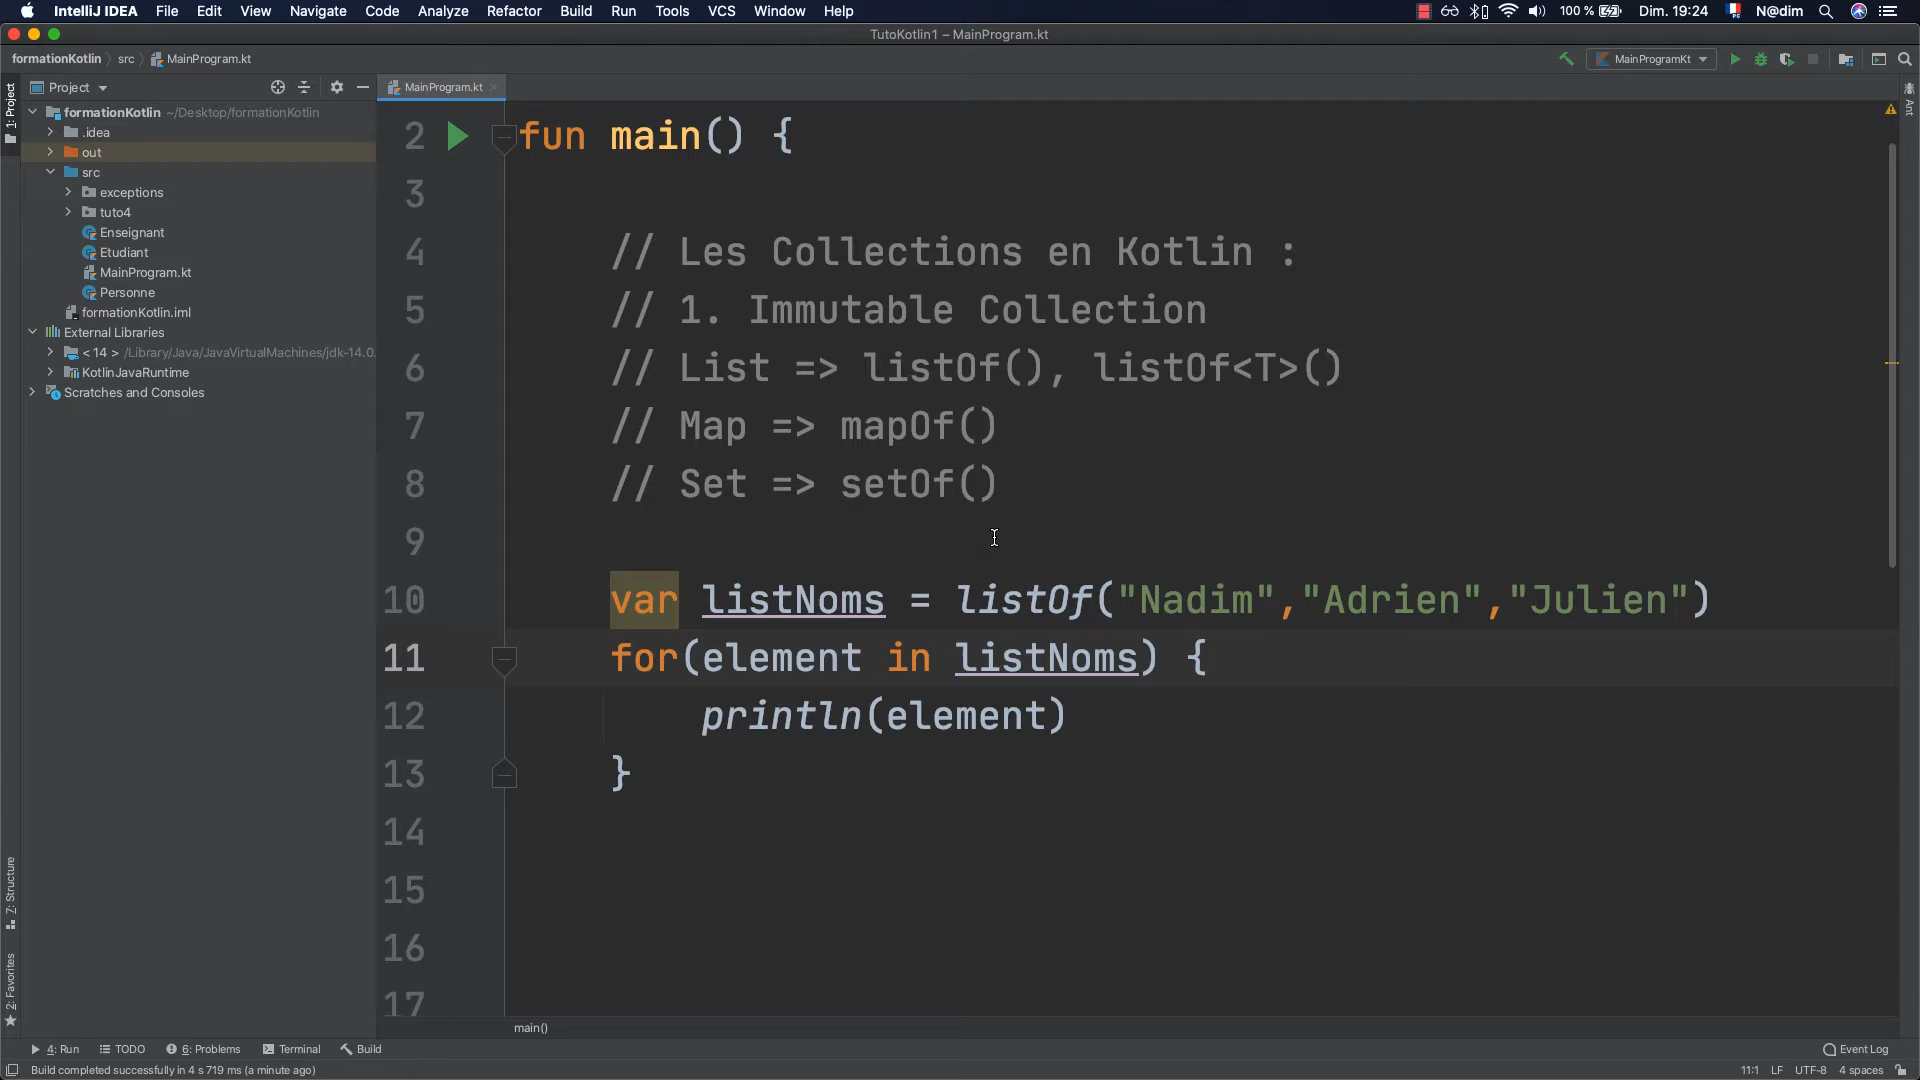 IntelliJ IDEA File Edit View Navigate Code Analyze Refactor Build Run Tools VCS Window Help 100 % Dim. 19:24 N@dim
TutoKotlin1 – MainProgram.kt
formationKotlin src MainProgram.kt MainProgramKt
Project MainProgram.kt
1: Project
Ant
formationKotlin ~/Desktop/formationKotlin
.idea
out
src
exceptions
tuto4
Enseignant
Etudiant
MainProgram.kt
Personne
formationKotlin.iml
External Libraries
< 14 > /Library/Java/JavaVirtualMachines/jdk-14.0.
KotlinJavaRuntime
Scratches and Consoles
2 fun main() {
3
4 // Les Collections en Kotlin :
5 // 1. Immutable Collection
6 // List => listOf(), listOf<T>()
7 // Map => mapOf()
8 // Set => setOf()
9
10 var listNoms = listOf("Nadim","Adrien","Julien")
11 for(element in listNoms) {
12 println(element)
13 }
14
15
16
17
7: Structure
2: Favorites
main()
4: Run TODO 6: Problems Terminal Build Event Log
Build completed successfully in 4 s 719 ms (a minute ago) 11:1 LF UTF-8 4 spaces